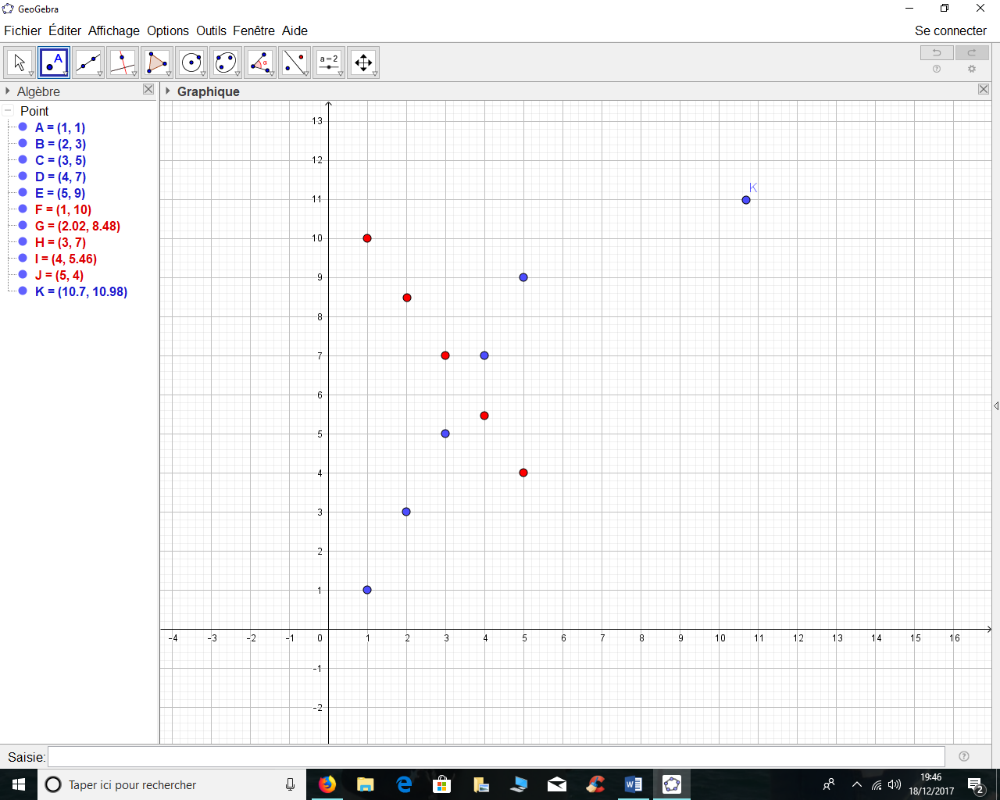 GeoGebra
Fichier Éditer Affichage Options Outils Fenêtre Aide
Se connecter
A
α
a=2
Algèbre
Graphique
Point
A = (1, 1)
B = (2, 3)
C = (3, 5)
D = (4, 7)
E = (5, 9)
F = (1, 10)
G = (2.02, 8.48)
H = (3, 7)
I = (4, 5.46)
J = (5, 4)
K = (10.7, 10.98)
13
12
K
11
10
9
8
7
6
5
4
3
2
1
-4 -3 -2 -1 0 1 2 3 4 5 6 7 8 9 10 11 12 13 14 15 16
-1
-2
Saisie:
Taper ici pour rechercher
19:46
18/12/2017
2